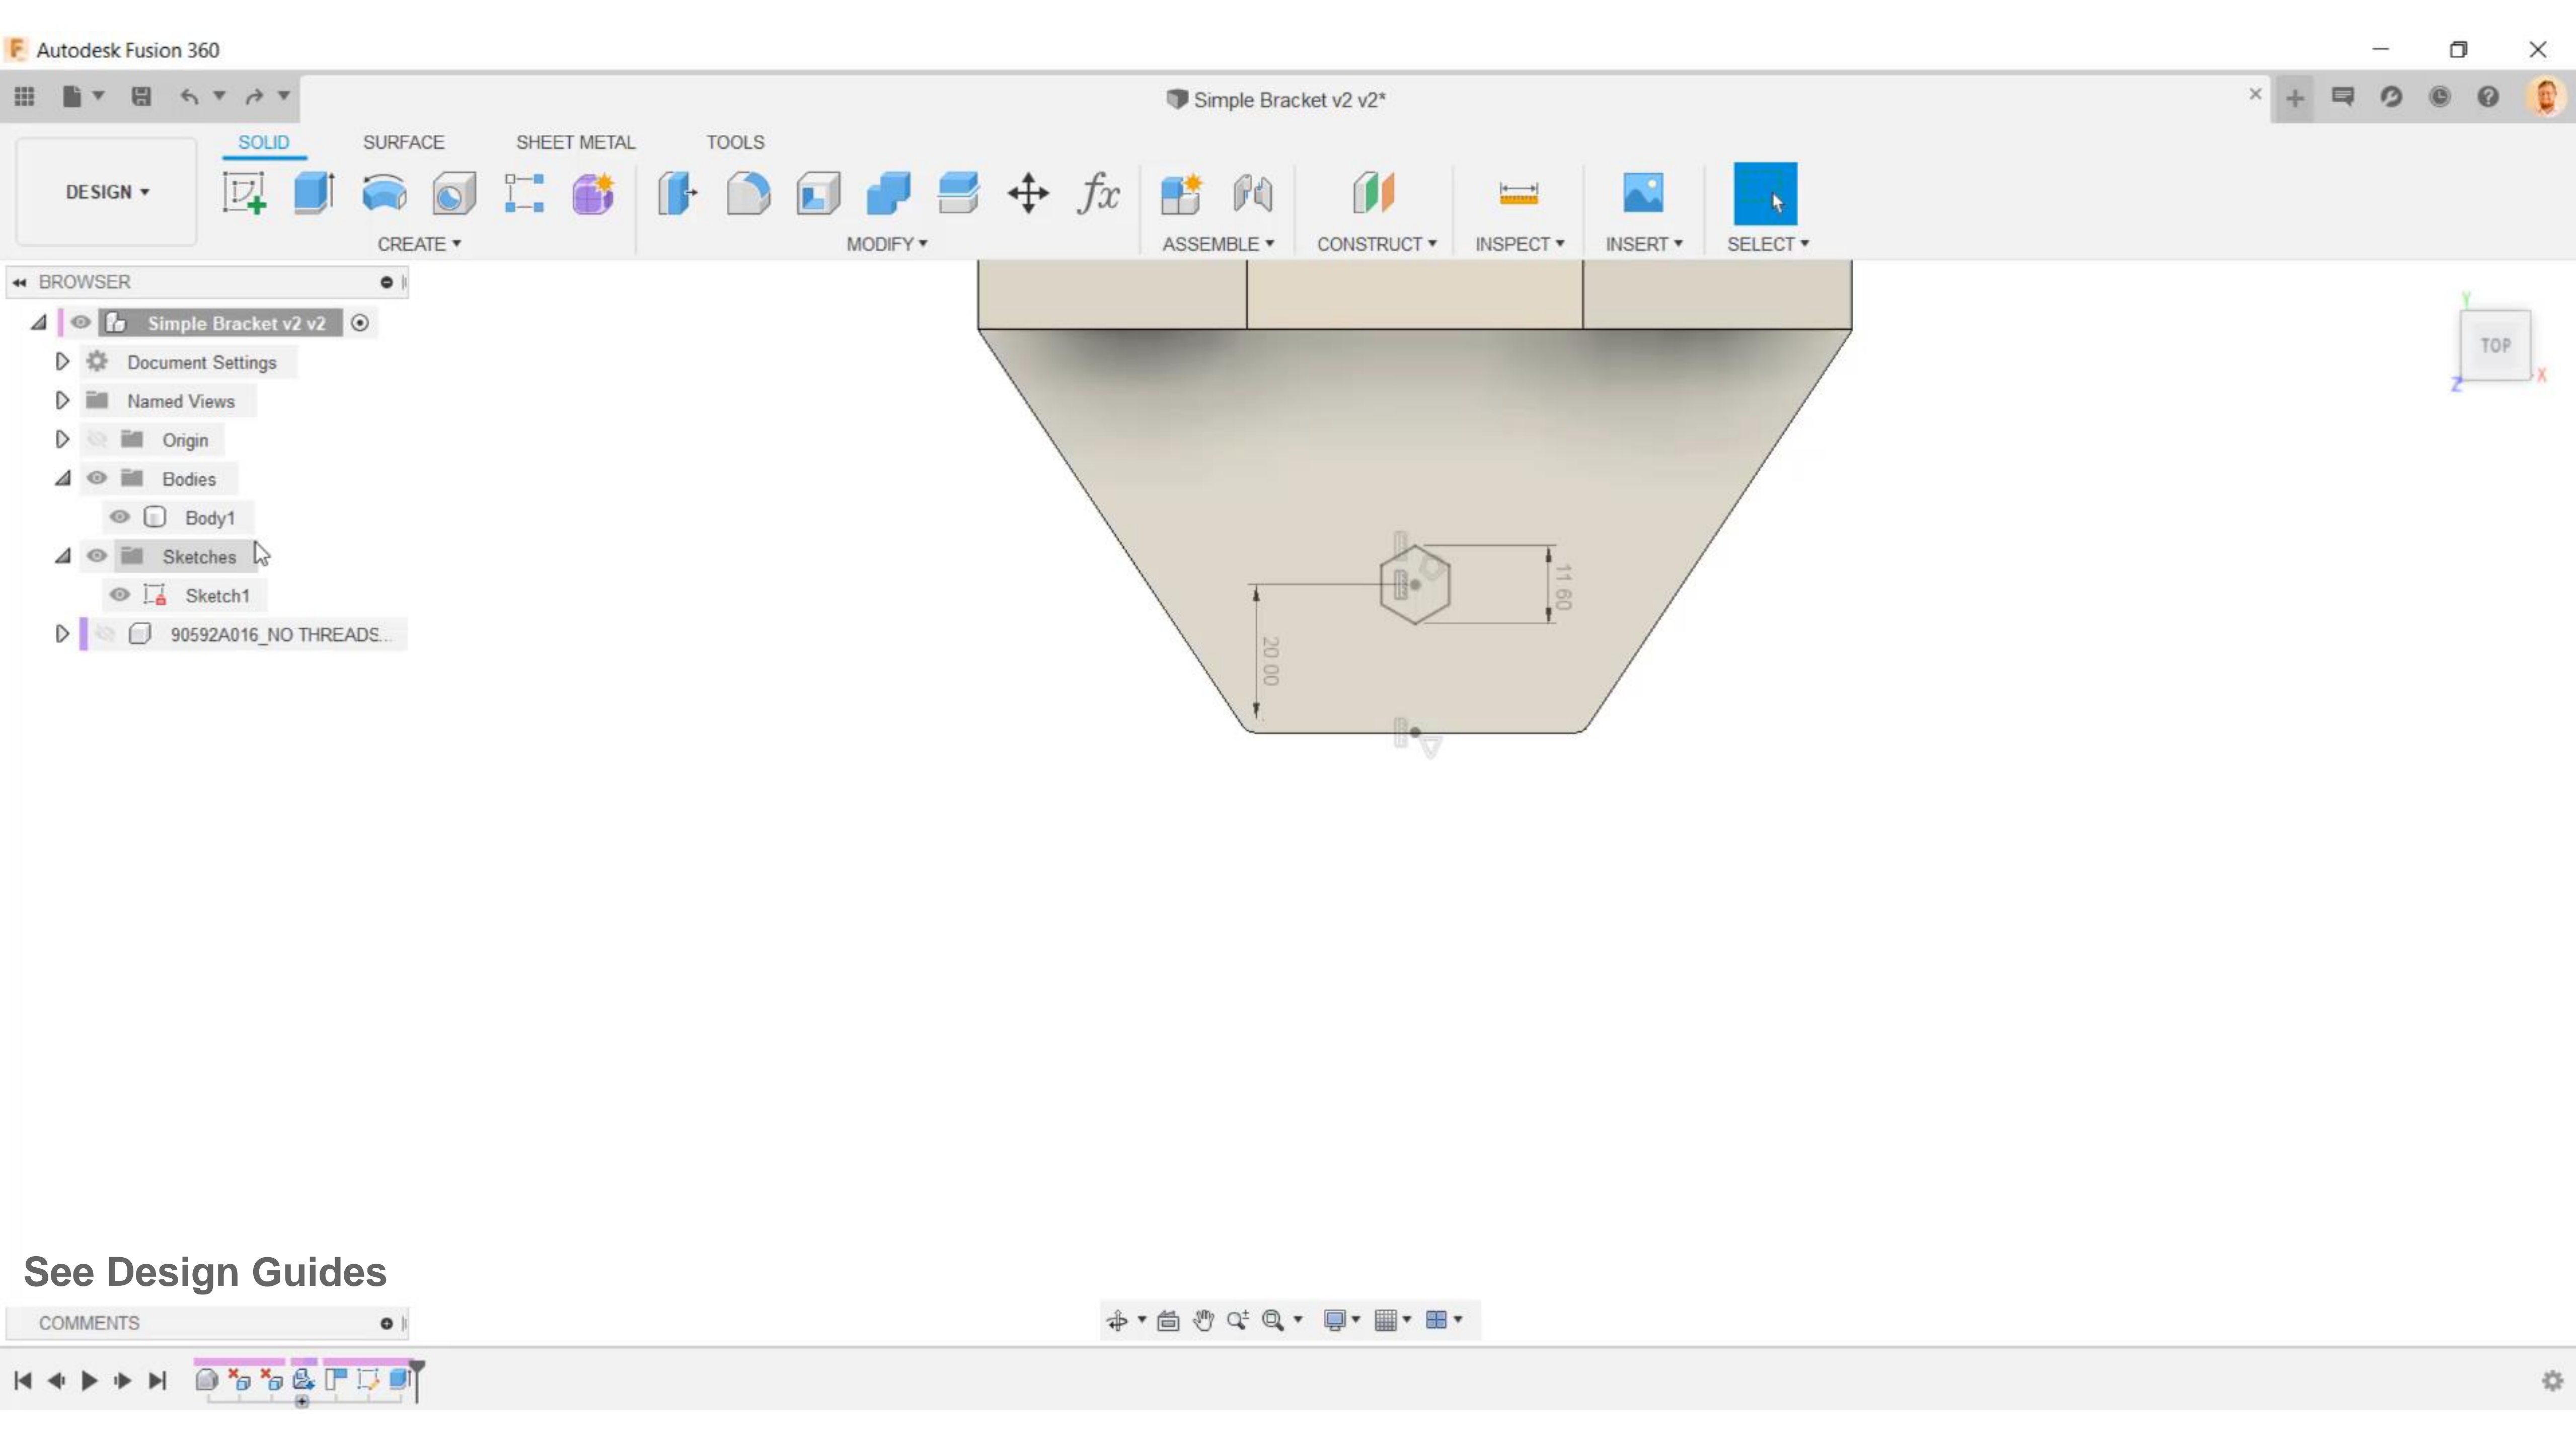 Autodesk Fusion 360
Simple Bracket v2 v2*
SOLID SURFACE SHEET METAL TOOLS
DESIGN
fx
CREATE MODIFY ASSEMBLE CONSTRUCT INSPECT INSERT SELECT
BROWSER
Simple Bracket v2 v2
Document Settings
Named Views
Origin
Bodies
Body1
Sketches
Sketch1
90592A016_NO THREADS...
Y
TOP
X
Z
11.60
20.00
See Design Guides
COMMENTS